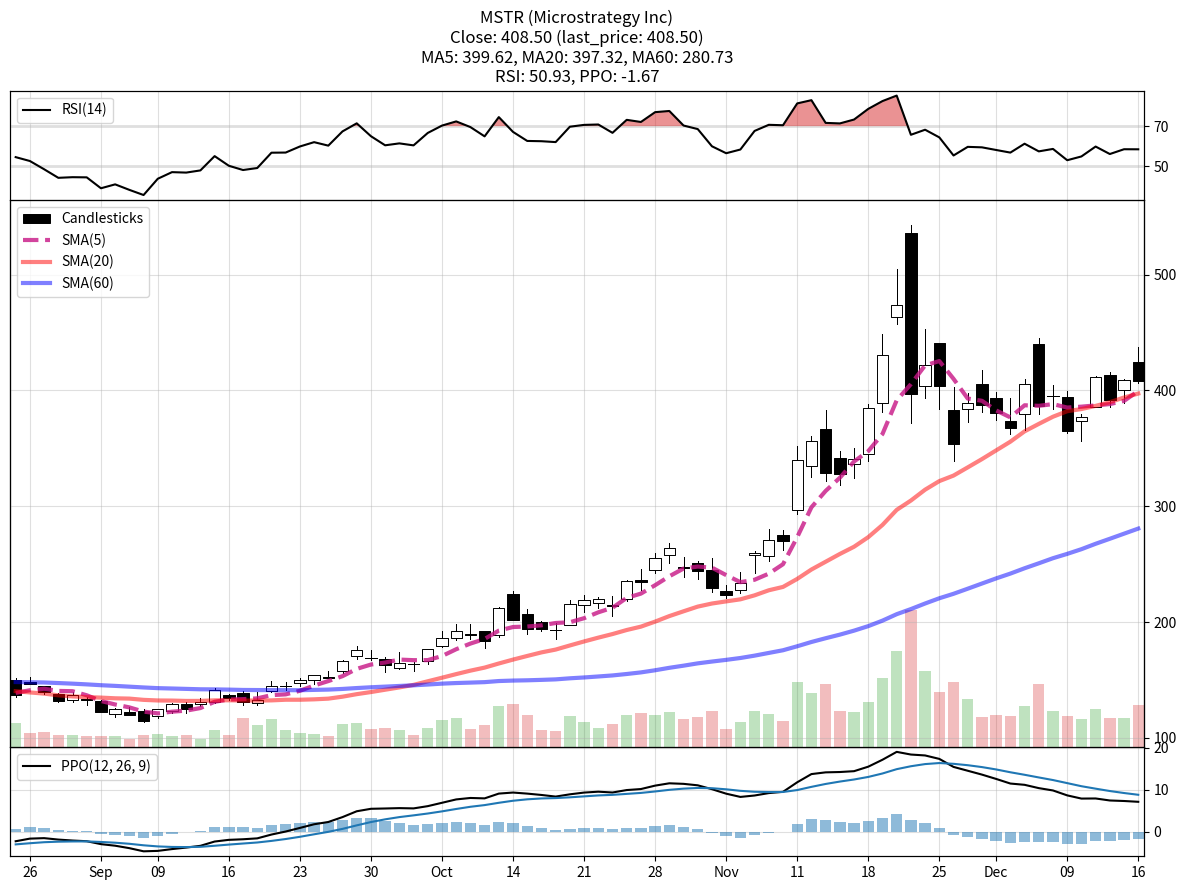 MSTR (Microstrategy Inc)
Close: 408.50 (last_price: 408.50)
MA5: 399.62, MA20: 397.32, MA60: 280.73
RSI: 50.93, PPO: -1.67
RSI(14)
70
50
Candlesticks
SMA(5)
SMA(20)
SMA(60)
500
400
300
200
100
PPO(12, 26, 9)
20
10
0
26 Sep 09 16 23 30 Oct 14 21 28 Nov 11 18 25 Dec 09 16